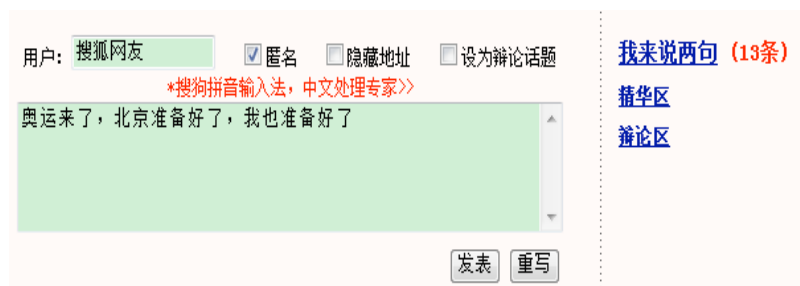 用户: 搜狐网友 匿名 隐藏地址 设为辩论话题
*搜狗拼音输入法，中文处理专家>>
奥运来了，北京准备好了，我也准备好了
发表 重写
我来说两句 (13条)
精华区
辩论区